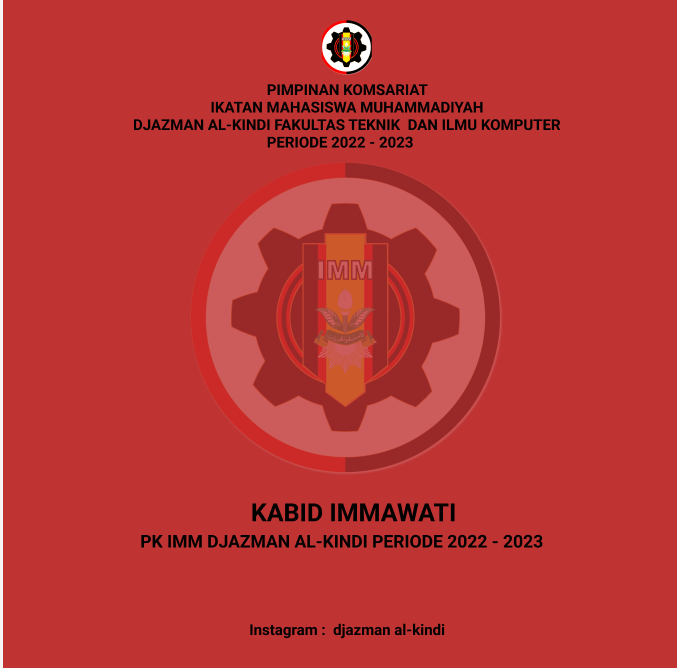 PIMPINAN KOMSARIAT
IKATAN MAHASISWA MUHAMMADIYAH
DJAZMAN AL-KINDI FAKULTAS TEKNIK DAN ILMU KOMPUTER
PERIODE 2022 - 2023
IMM
KABID IMMAWATI
PK IMM DJAZMAN AL-KINDI PERIODE 2022 - 2023
Instagram : djazman al-kindi